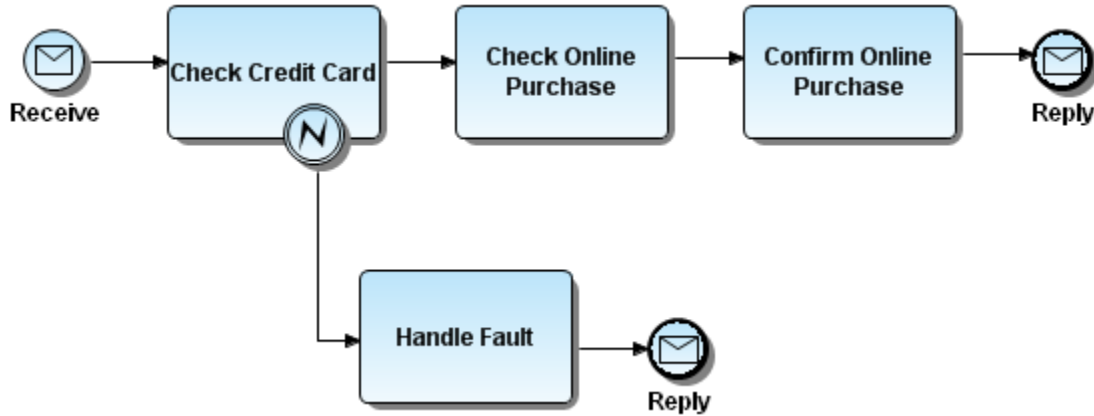 Receive
Check Credit Card
Check Online
Purchase
Confirm Online
Purchase
Reply
Handle Fault
Reply